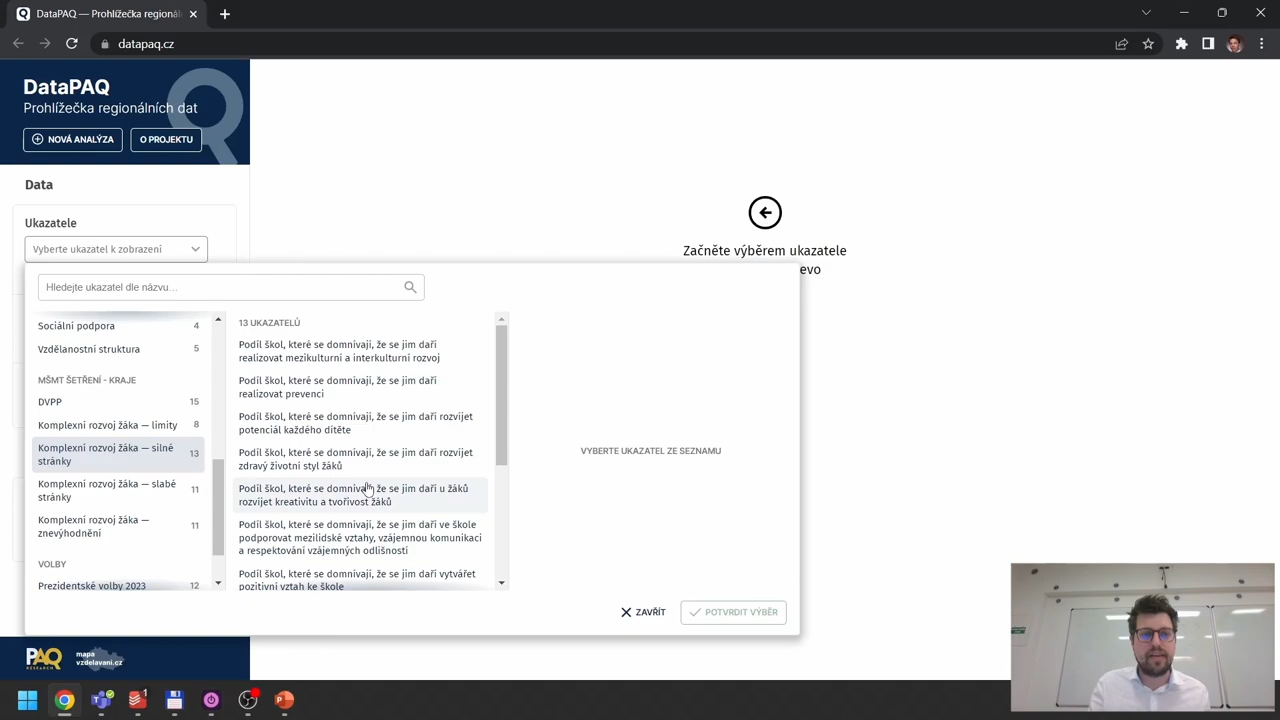 DataPAQ — Prohlížečka regionáln
datapaq.cz
DataPAQ
Prohlížečka regionálních dat
NOVÁ ANALÝZA
O PROJEKTU
Data
Ukazatele
Vyberte ukazatel k zobrazení
Začněte výběrem ukazatele
evo
Hledejte ukazatel dle názvu...
Sociální podpora 4
Vzdělanostní struktura 5
MŠMT ŠETŘENÍ - KRAJE
DVPP 15
Komplexní rozvoj žáka — limity 8
Komplexní rozvoj žáka — silné
stránky 13
Komplexní rozvoj žáka — slabé
stránky 11
Komplexní rozvoj žáka —
znevýhodnění 11
VOLBY
Prezidentské volby 2023 12
13 UKAZATELŮ
Podíl škol, které se domnívají, že se jim daří
realizovat mezikulturní a interkulturní rozvoj
Podíl škol, které se domnívají, že se jim daří
realizovat prevenci
Podíl škol, které se domnívají, že se jim daří rozvíjet
potenciál každého dítěte
Podíl škol, které se domnívají, že se jim daří rozvíjet
zdravý životní styl žáků
Podíl škol, které se domnívají, že se jim daří u žáků
rozvíjet kreativitu a tvořivost žáků
Podíl škol, které se domnívají, že se jim daří ve škole
podporovat mezilidské vztahy, vzájemnou komunikaci
a respektování vzájemných odlišností
Podíl škol, které se domnívají, že se jim daří vytvářet
pozitivní vztah ke škole
VYBERTE UKAZATEL ZE SEZNAMU
ZAVŘÍT
POTVRDIT VÝBĚR
PAQ
RESEARCH
mapa
vzdelavani.cz